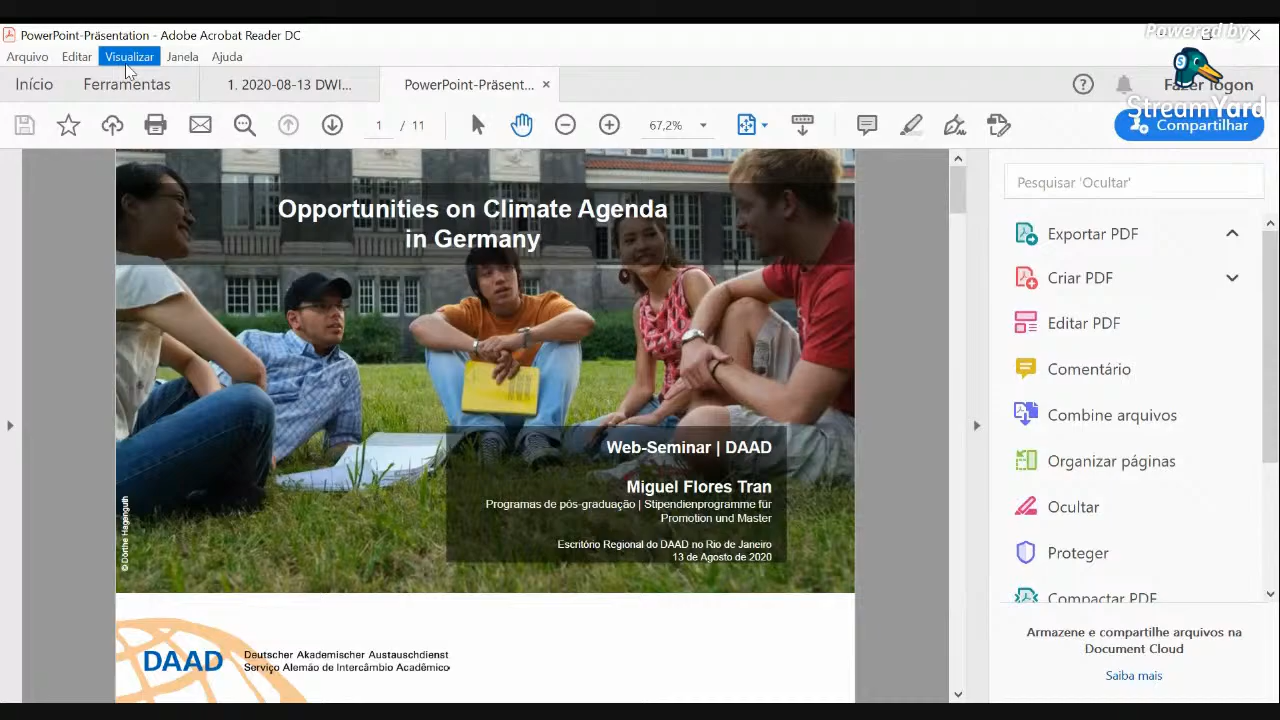 Powered by
PowerPoint-Präsentation - Adobe Acrobat Reader DC
Arquivo Editar Visualizar Janela Ajuda
Início Ferramentas 1. 2020-08-13 DWI... PowerPoint-Präsent... × Fazer logon
StreamYard
1 / 11 67,2% Compartilhar
Pesquisar 'Ocultar'
Opportunities on Climate Agenda
in Germany
Web-Seminar | DAAD
Miguel Flores Tran
Programas de pós-graduação | Stipendienprogramme für
Promotion und Master
Escritório Regional do DAAD no Rio de Janeiro
13 de Agosto de 2020
© Dörthe Hagenguth
DAAD Deutscher Akademischer Austauschdienst
Serviço Alemão de Intercâmbio Acadêmico
Exportar PDF
Criar PDF
Editar PDF
Comentário
Combine arquivos
Organizar páginas
Ocultar
Proteger
Compactar PDF
Armazene e compartilhe arquivos na
Document Cloud
Saiba mais